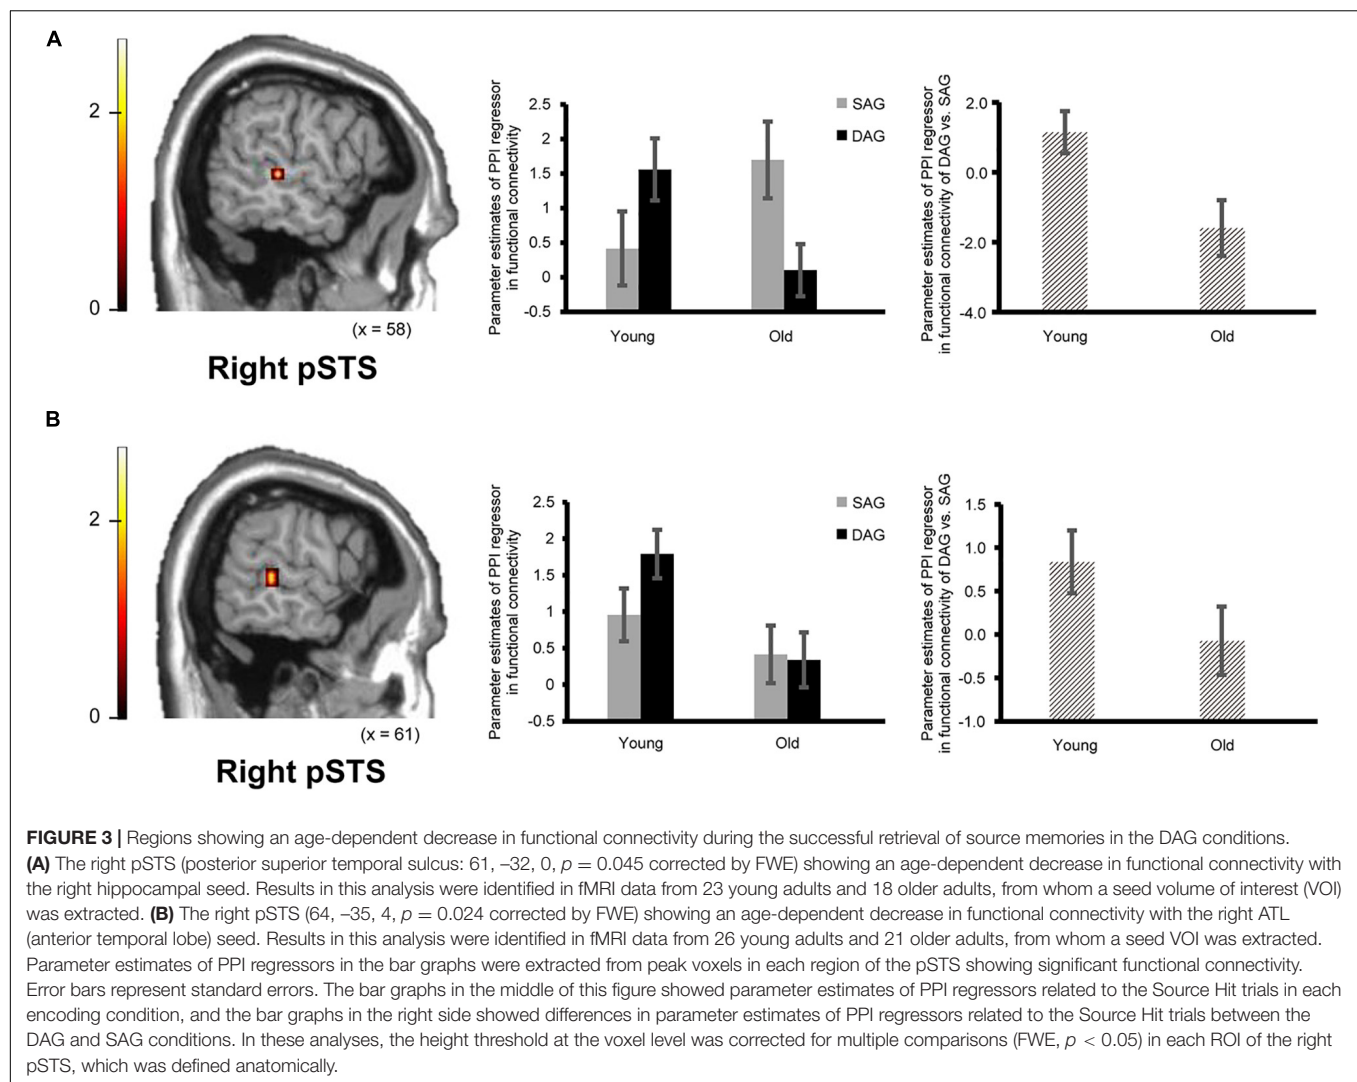 A
2
0
(x = 58)
Right pSTS
Parameter estimates of PPI regressor
in functional connectivity
2.5
2
1.5
1
0.5
0
-0.5
SAG
DAG
Young
Old
Parameter estimates of PPI regressor
in functional connectivity of DAG vs. SAG
2.0
0.0
-2.0
-4.0
Young
Old
B
2
0
(x = 61)
Right pSTS
Parameter estimates of PPI regressor
in functional connectivity
2.5
2
1.5
1
0.5
0
-0.5
SAG
DAG
Young
Old
Parameter estimates of PPI regressor
in functional connectivity of DAG vs. SAG
1.5
1.0
0.5
0.0
-0.5
-1.0
Young
Old
FIGURE 3 | Regions showing an age-dependent decrease in functional connectivity during the successful retrieval of source memories in the DAG conditions.
(A) The right pSTS (posterior superior temporal sulcus: 61, –32, 0, p = 0.045 corrected by FWE) showing an age-dependent decrease in functional connectivity with
the right hippocampal seed. Results in this analysis were identified in fMRI data from 23 young adults and 18 older adults, from whom a seed volume of interest (VOI)
was extracted. (B) The right pSTS (64, –35, 4, p = 0.024 corrected by FWE) showing an age-dependent decrease in functional connectivity with the right ATL
(anterior temporal lobe) seed. Results in this analysis were identified in fMRI data from 26 young adults and 21 older adults, from whom a seed VOI was extracted.
Parameter estimates of PPI regressors in the bar graphs were extracted from peak voxels in each region of the pSTS showing significant functional connectivity.
Error bars represent standard errors. The bar graphs in the middle of this figure showed parameter estimates of PPI regressors related to the Source Hit trials in each
encoding condition, and the bar graphs in the right side showed differences in parameter estimates of PPI regressors related to the Source Hit trials between the
DAG and SAG conditions. In these analyses, the height threshold at the voxel level was corrected for multiple comparisons (FWE, p < 0.05) in each ROI of the right
pSTS, which was defined anatomically.